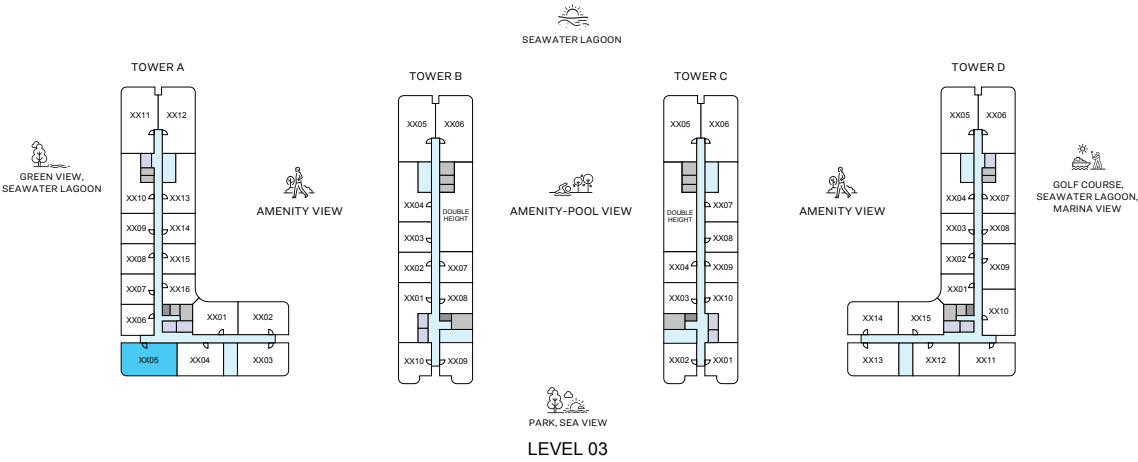 SEAWATER LAGOON
TOWER A
TOWER B
TOWER C
TOWER D
XX11 XX12
XX10 XX13
XX09 XX14
XX08 XX15
XX07 XX16
XX06 XX01 XX02
XX05 XX04 XX03
XX05 XX06
XX04 DOUBLE
HEIGHT
XX03
XX02 XX07
XX01 XX08
XX10 XX09
XX05 XX06
DOUBLE
HEIGHT
XX07
XX08
XX04 XX09
XX03 XX10
XX02 XX01
XX05 XX06
XX04 XX07
XX03 XX08
XX02 XX09
XX01
XX10
XX14 XX15
XX13 XX12 XX11
GREEN VIEW,
SEAWATER LAGOON
AMENITY VIEW
AMENITY-POOL VIEW
AMENITY VIEW
GOLF COURSE,
SEAWATER LAGOON,
MARINA VIEW
PARK, SEA VIEW
LEVEL 03